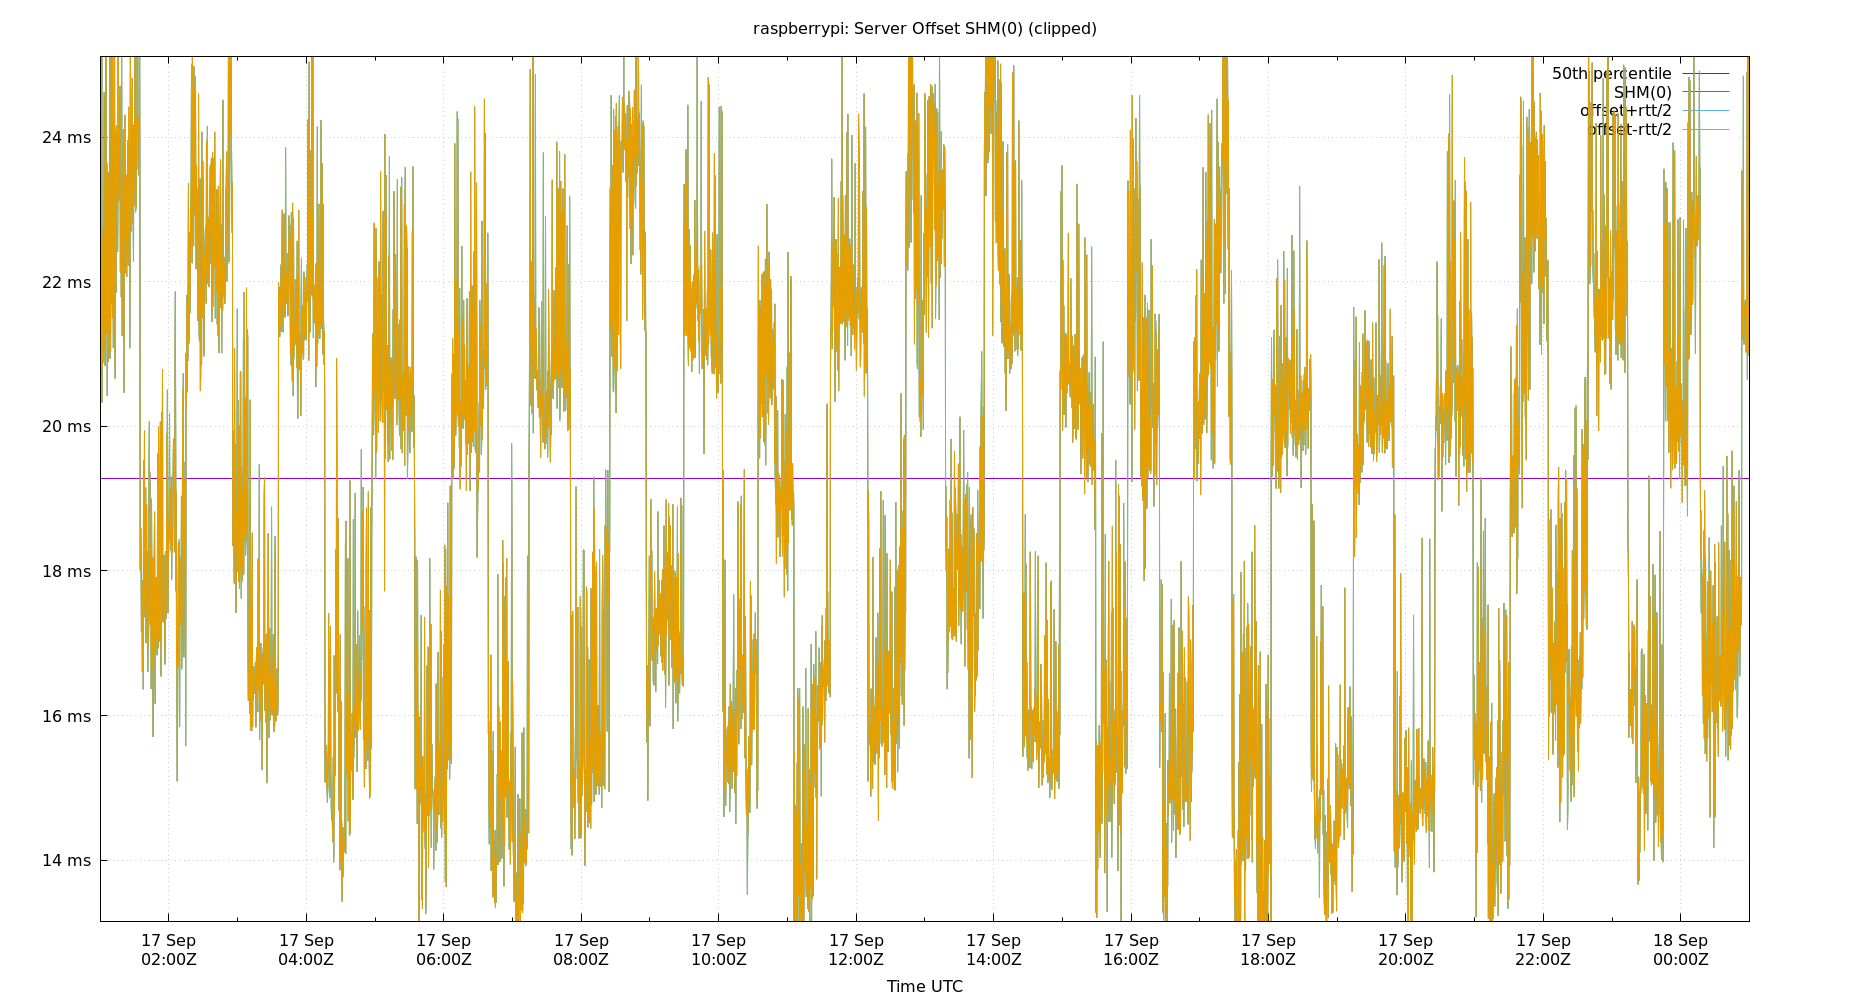 raspberrypi: Server Offset SHM(0) (clipped)
50th percentile
SHM(0)
offset+rtt/2
offset-rtt/2
24 ms
22 ms
20 ms
18 ms
16 ms
14 ms
17 Sep 17 Sep 17 Sep 17 Sep 17 Sep 17 Sep 17 Sep 17 Sep 17 Sep 17 Sep 17 Sep 18 Sep
02:00Z 04:00Z 06:00Z 08:00Z 10:00Z 12:00Z 14:00Z 16:00Z 18:00Z 20:00Z 22:00Z 00:00Z
Time UTC